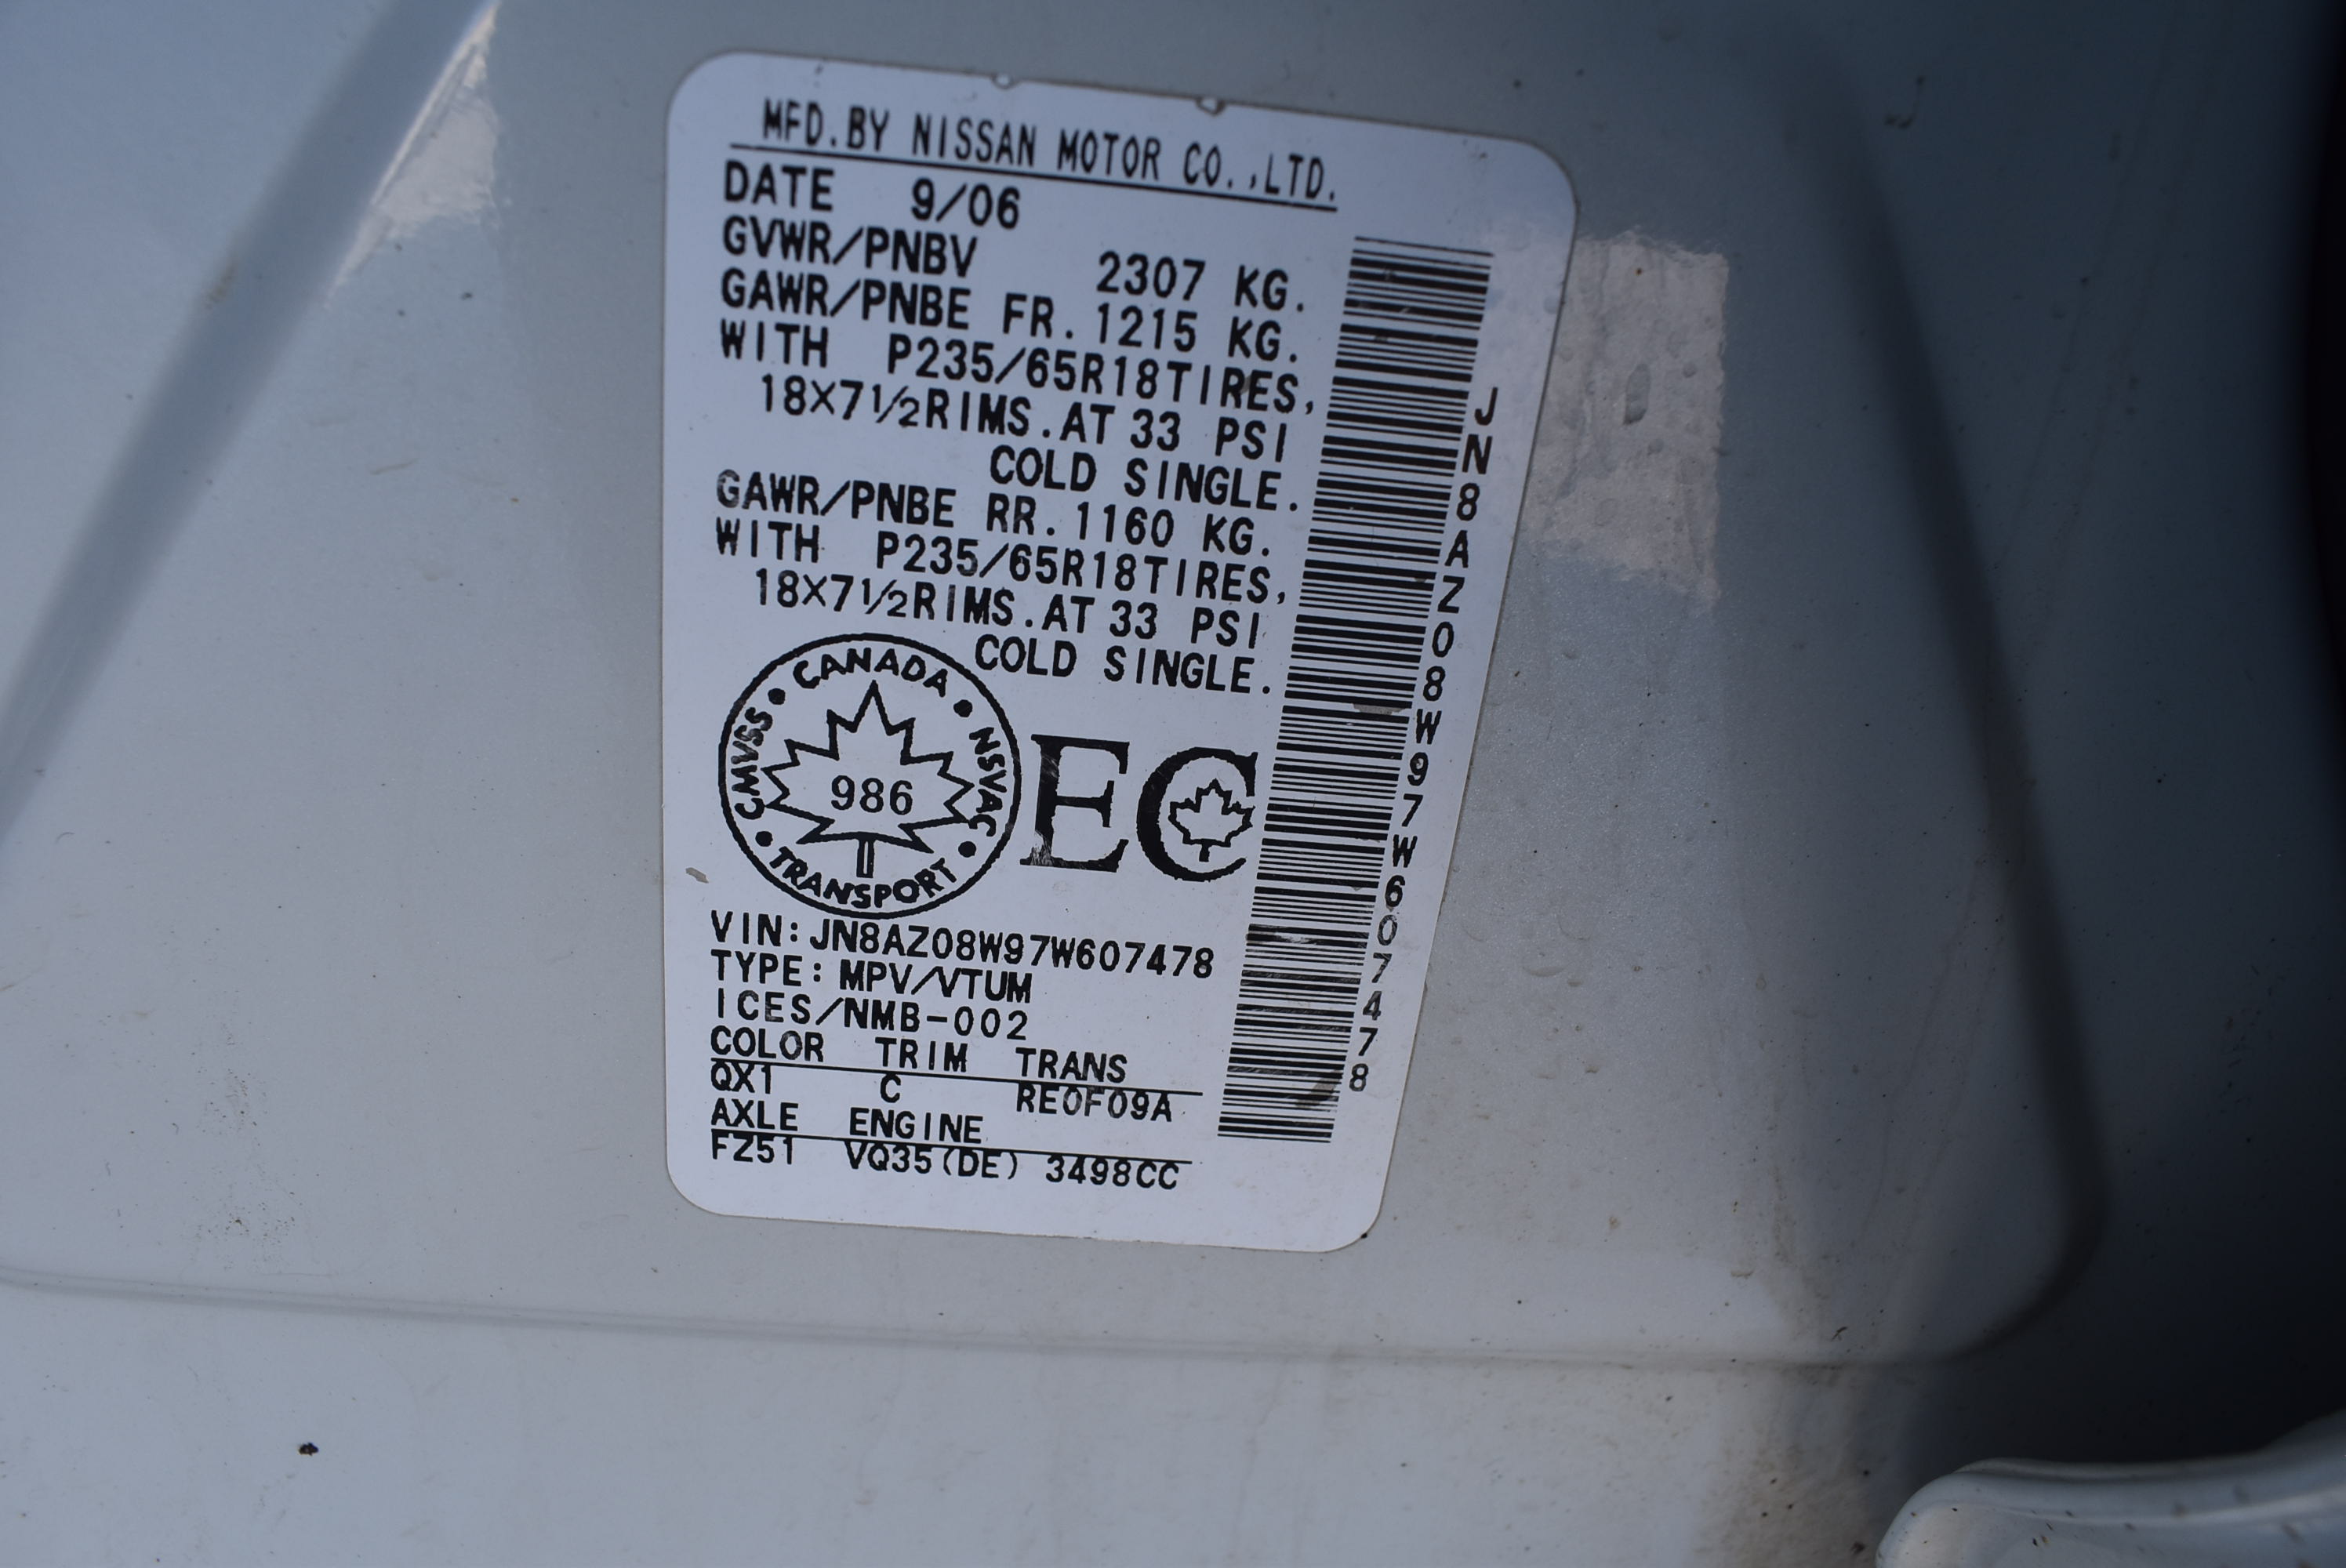 MFD.BY NISSAN MOTOR CO.,LTD.
DATE 9/06
GVWR/PNBV 2307 KG.
GAWR/PNBE FR. 1215 KG.
WITH P235/65R18TIRES,
18X7½RIMS.AT 33 PSI
COLD SINGLE.
GAWR/PNBE RR. 1160 KG.
WITH P235/65R18TIRES,
18X7½RIMS.AT 33 PSI
COLD SINGLE.
CANADA • NSVAC • TRANSPORT • CMVSS •
986
EC
VIN:JN8AZ08W97W607478
TYPE:MPV/VTUM
ICES/NMB-002
COLOR TRIM TRANS
QX1 C RE0F09A
AXLE ENGINE
FZ51 VQ35(DE) 3498CC
JN8AZ08W97W607478